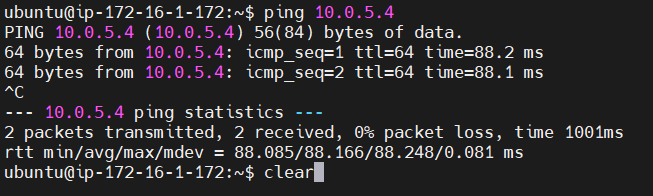 ubuntu@ip-172-16-1-172:~$ ping 10.0.5.4
PING 10.0.5.4 (10.0.5.4) 56(84) bytes of data.
64 bytes from 10.0.5.4: icmp_seq=1 ttl=64 time=88.2 ms
64 bytes from 10.0.5.4: icmp_seq=2 ttl=64 time=88.1 ms
^C
--- 10.0.5.4 ping statistics ---
2 packets transmitted, 2 received, 0% packet loss, time 1001ms
rtt min/avg/max/mdev = 88.085/88.166/88.248/0.081 ms
ubuntu@ip-172-16-1-172:~$ clear